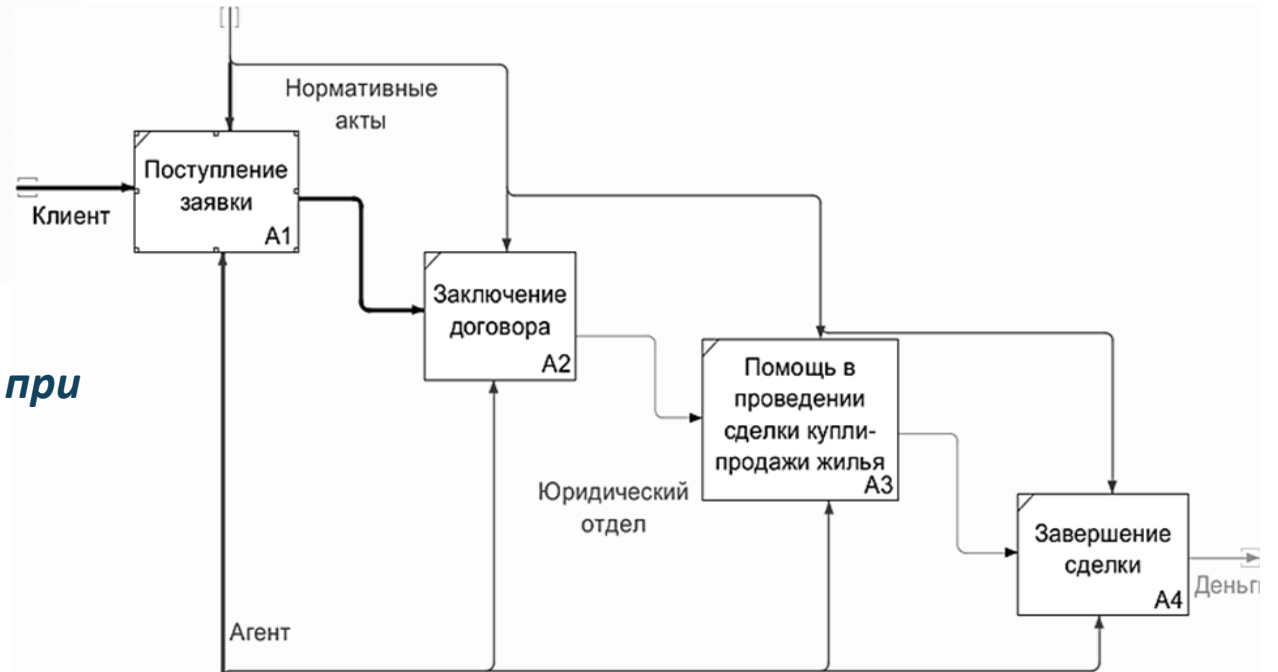 Нормативные
акты
Поступление
заявки
A1
Клиент
Заключение
договора
A2
при
Помощь в
проведении
сделки купли-
продажи жилья
A3
Юридический
отдел
Завершение
сделки
A4
Агент